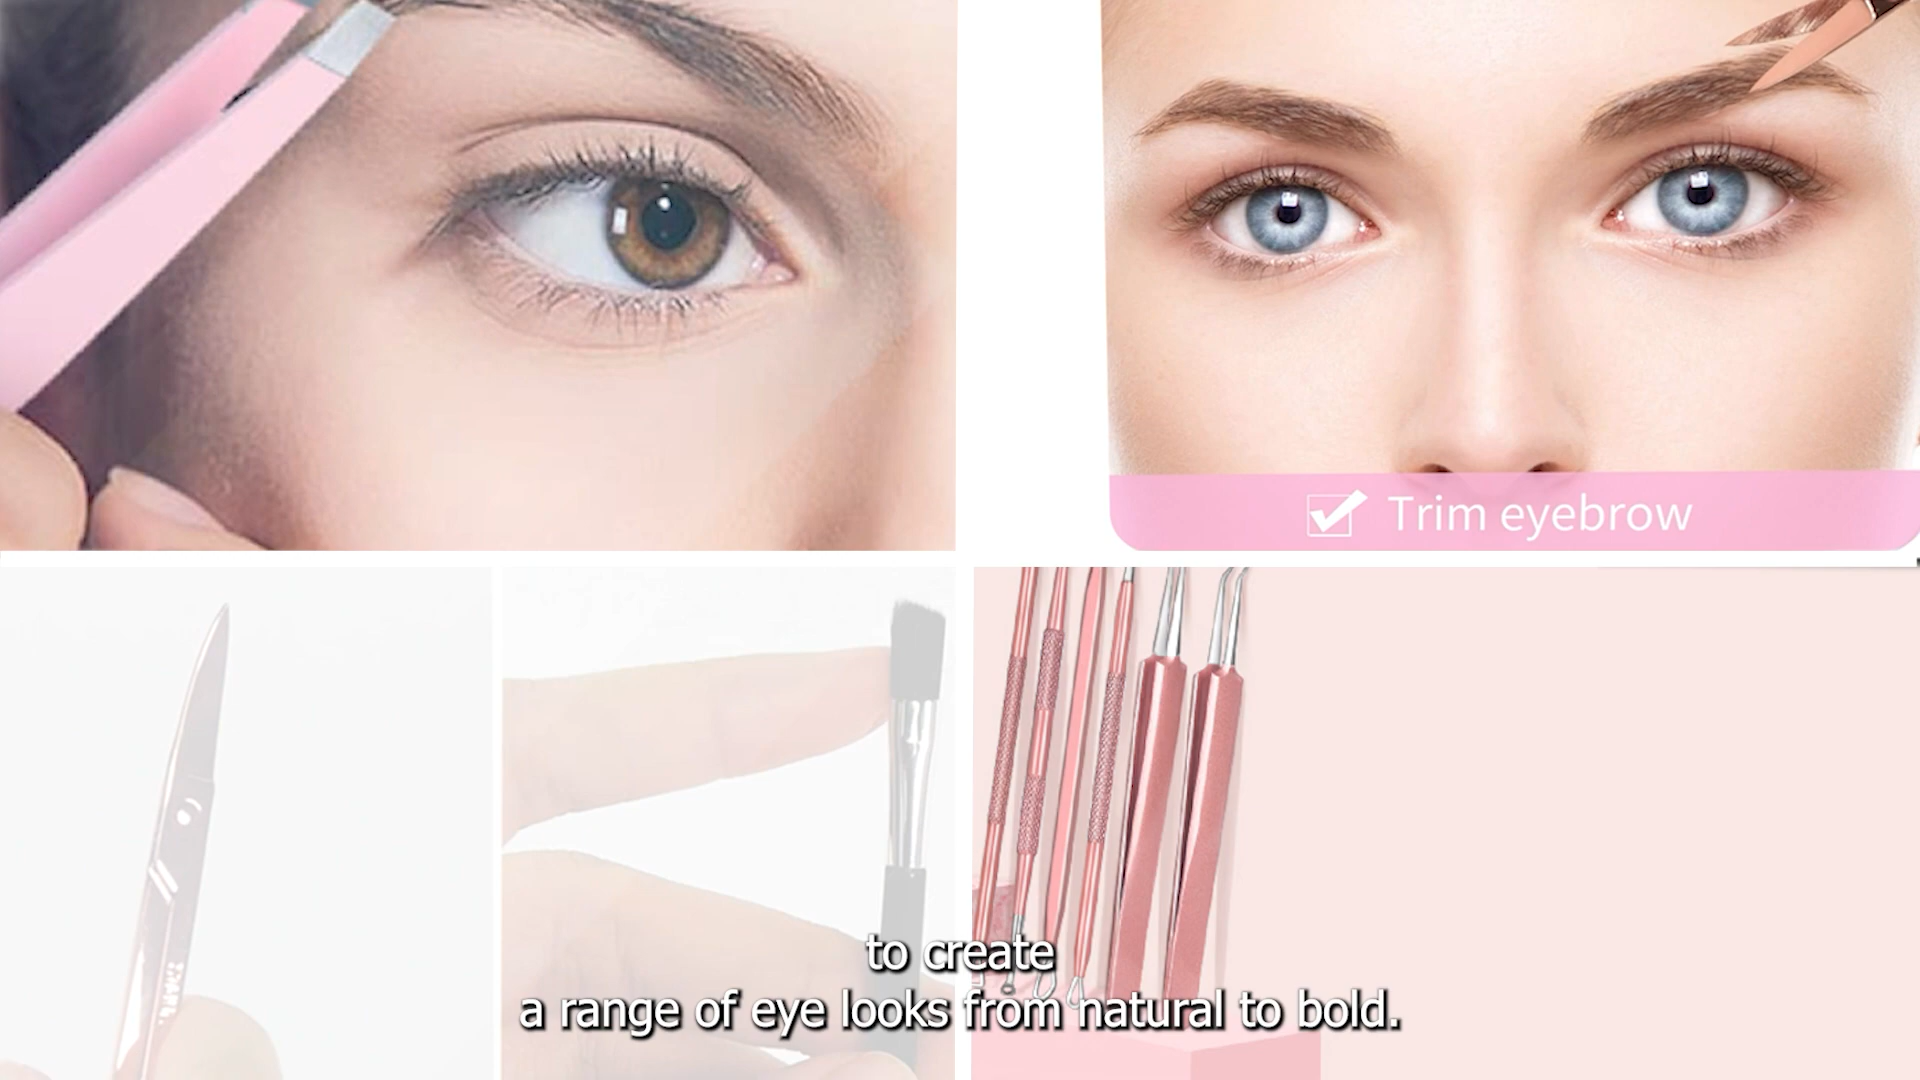 Trim eyebrow
to create
a range of eye looks from natural to bold.